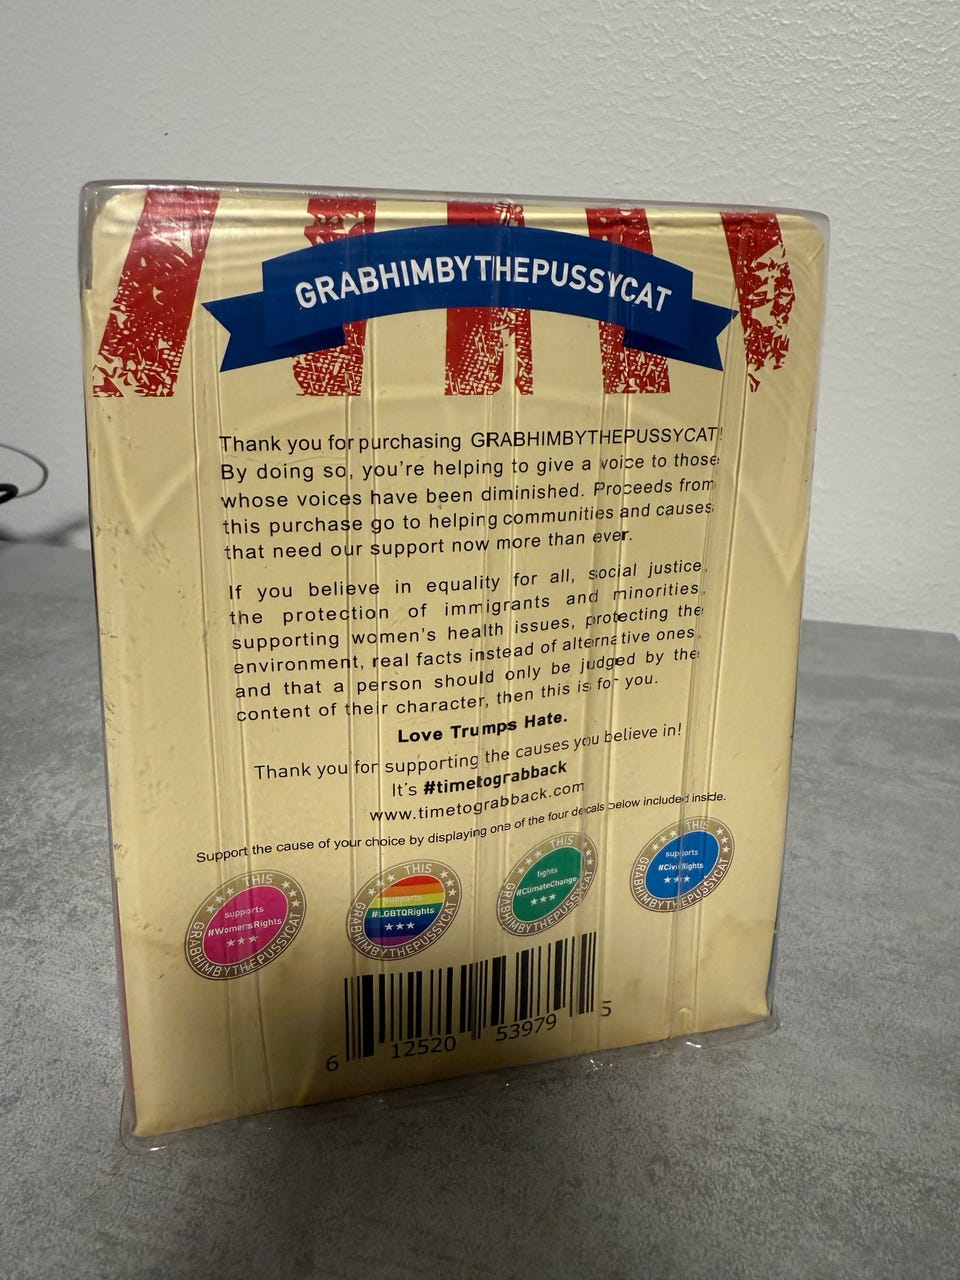 GRABHIMBYTHEPUSSYCAT
Thank you for purchasing GRABHIMBYTHEPUSSYCAT!
By doing so, you're helping to give a voice to those
whose voices have been diminished. Proceeds from
this purchase go to helping communities and causes
that need our support now more than ever.
If you believe in equality for all, social justice,
the protection of immigrants and minorities,
supporting women's health issues, protecting the
environment, real facts instead of alternative ones,
and that a person should only be judged by the
content of their character, then this is for you.
Love Trumps Hate.
Thank you for supporting the causes you believe in!
It's #timetograbback
www.timetograbback.com
Support the cause of your choice by displaying one of the four decals below included inside.
THIS
supports
#WomensRights
GRABHIMBYTHEPUSSYCAT
THIS
supports
#LGBTQRights
GRABHIMBYTHEPUSSYCAT
THIS
fights
#ClimateChange
GRABHIMBYTHEPUSSYCAT
THIS
supports
#CivilRights
GRABHIMBYTHEPUSSYCAT
6 12520 53979 5